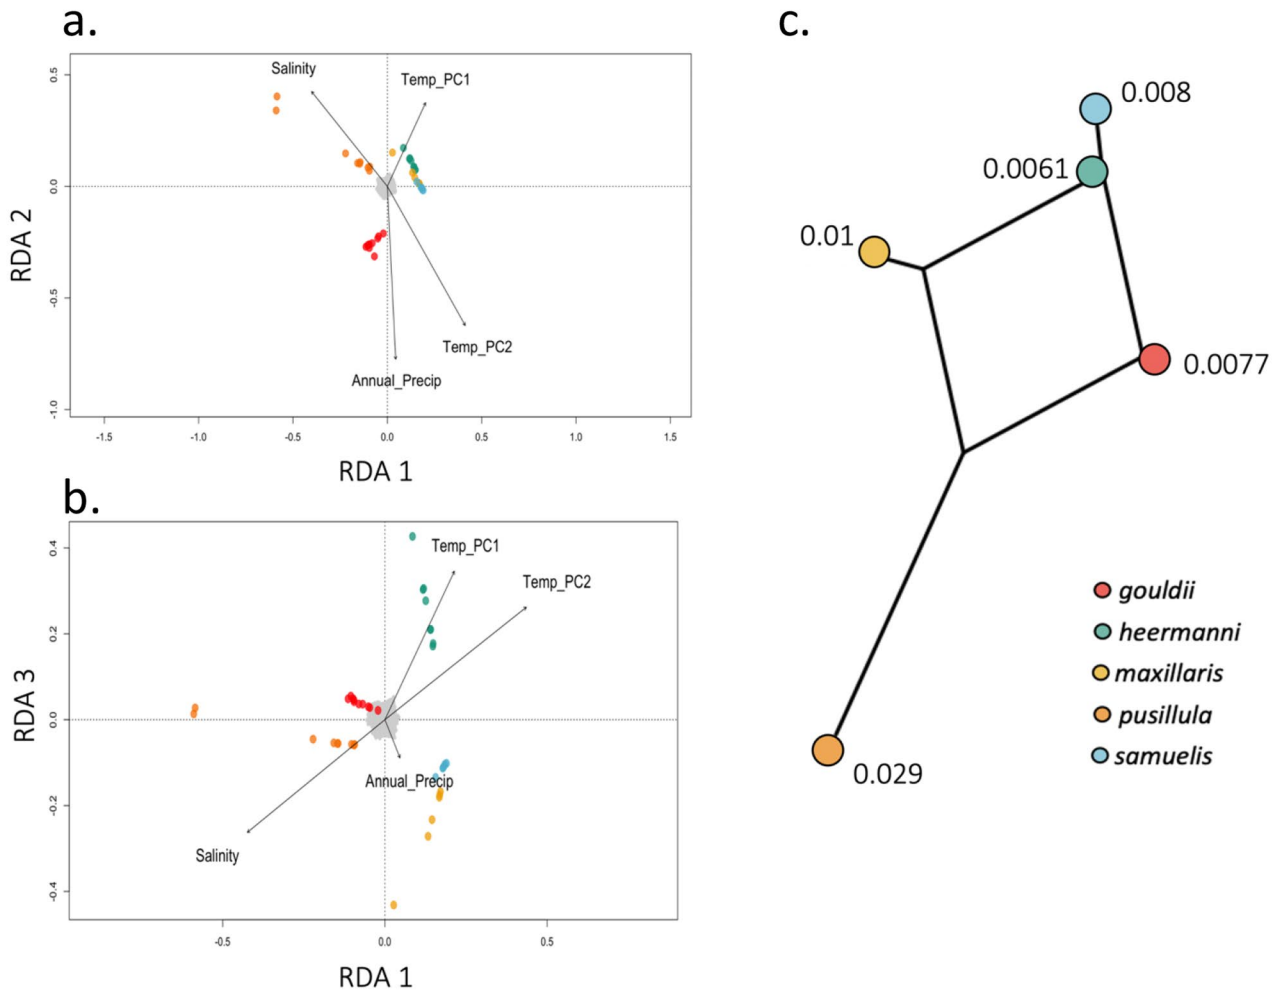 a.
0.5
0.0
-0.5
-1.0
RDA 2
Salinity
Temp_PC1
Temp_PC2
Annual_Precip
-1.5
-1.0
-0.5
0.0
0.5
1.0
1.5
RDA 1
b.
0.4
0.2
0.0
-0.2
-0.4
RDA 3
Temp_PC1
Temp_PC2
Annual_Precip
Salinity
-0.5
0.0
0.5
RDA 1
c.
0.008
0.0061
0.01
0.0077
0.029
gouldii
heermanni
maxillaris
pusillula
samuelis